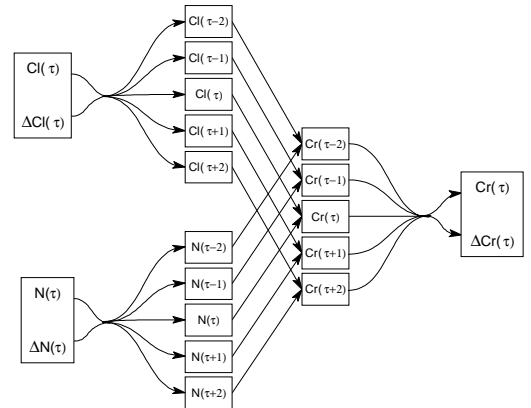 Cl(τ)
ΔCl(τ)
Cl(τ−2)
Cl(τ−1)
Cl(τ)
Cl(τ+1)
Cl(τ+2)
N(τ)
ΔN(τ)
N(τ−2)
N(τ−1)
N(τ)
N(τ+1)
N(τ+2)
Cr(τ−2)
Cr(τ−1)
Cr(τ)
Cr(τ+1)
Cr(τ+2)
Cr(τ)
ΔCr(τ)